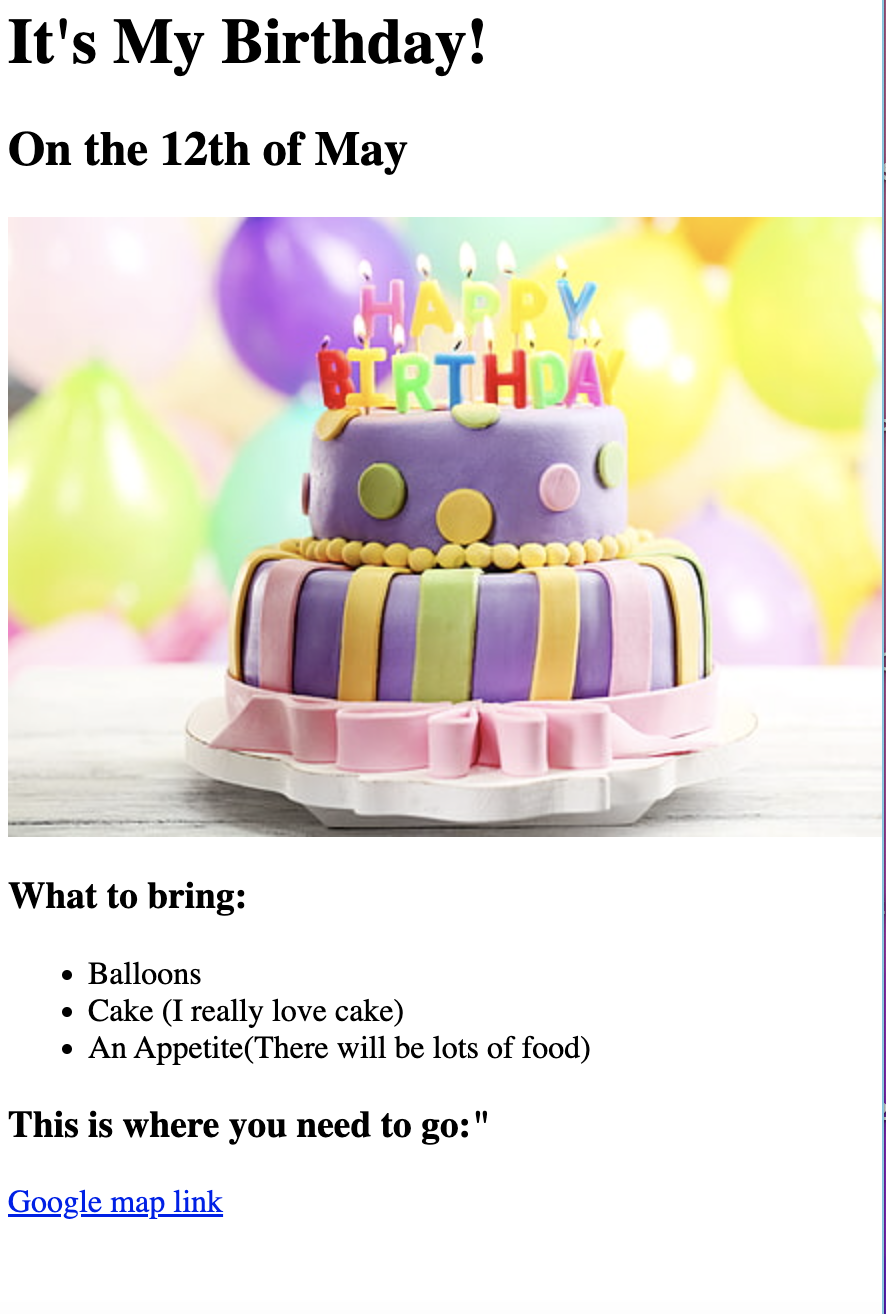 It's My Birthday!
On the 12th of May
HAPPY
BIRTHDAY
What to bring:
Balloons
Cake (I really love cake)
An Appetite(There will be lots of food)
This is where you need to go:"
Google map link